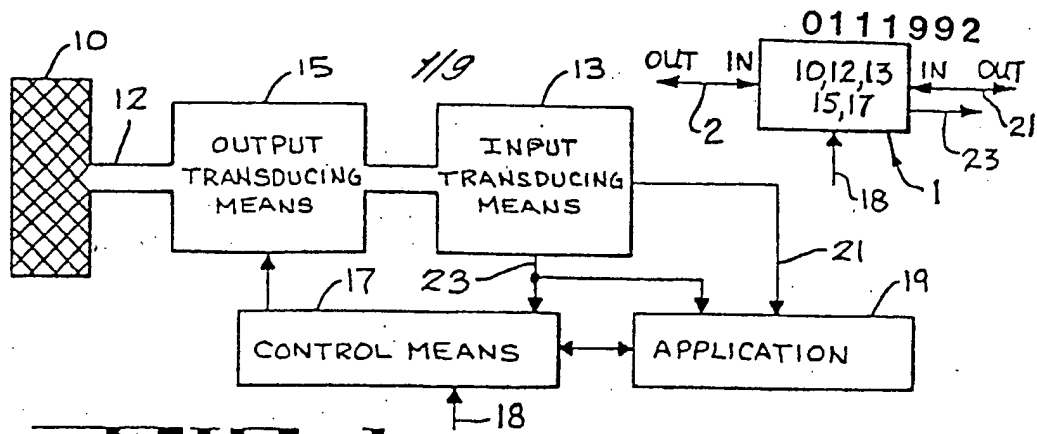 0111992
10
15
1/9
13
OUT IN
10,12,13
15,17
IN OUT
12
2
21
23
18
1
OUTPUT
TRANSDUCING
MEANS
INPUT
TRANSDUCING
MEANS
23
21
17
19
CONTROL MEANS
APPLICATION
18